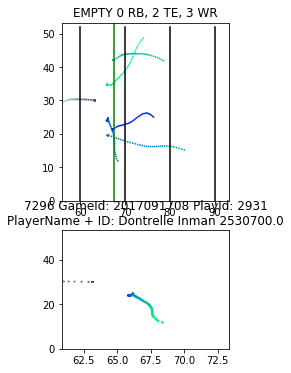 EMPTY 0 RB, 2 TE, 3 WR
50
40
30
20
10
0
60 70 80 90
7296 GameId: 2017091708 PlayId: 2931
PlayerName + ID: Dontrelle Inman 2530700.0
40
20
0
62.5 65.0 67.5 70.0 72.5